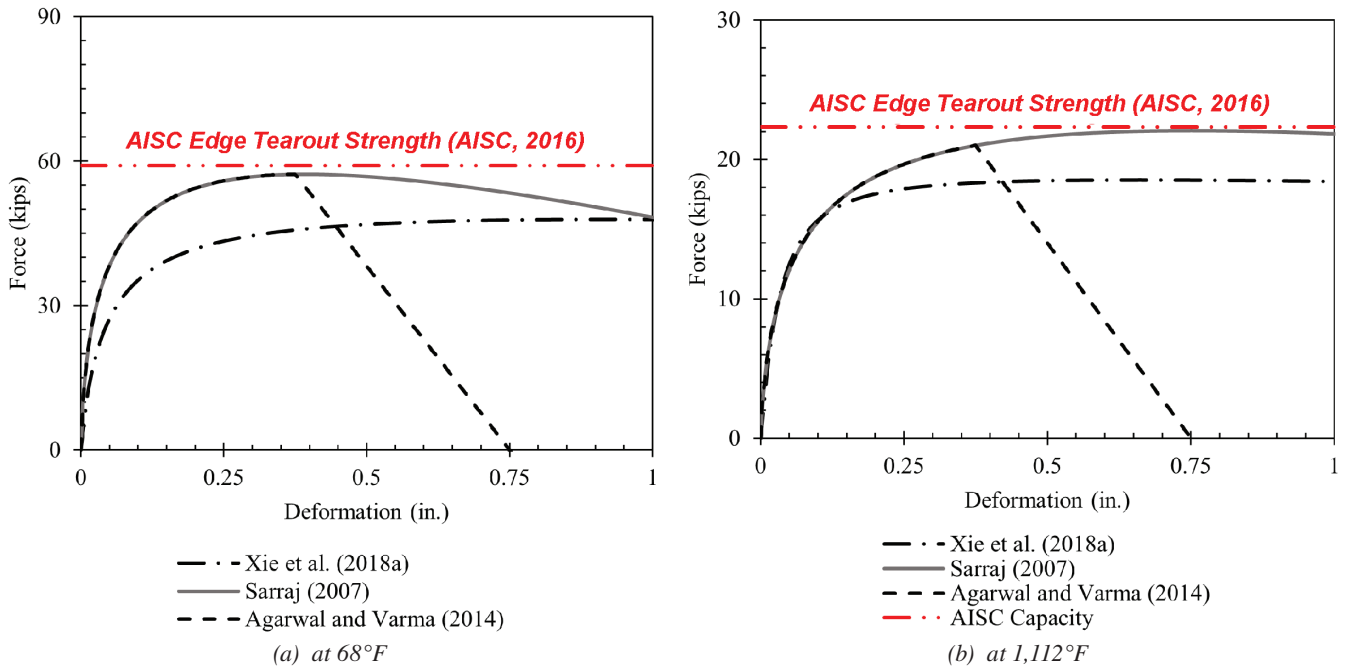 90
60
30
0
Force (kips)
AISC Edge Tearout Strength (AISC, 2016)
0 0.25 0.5 0.75 1
Deformation (in.)
Xie et al. (2018a)
Sarraj (2007)
Agarwal and Varma (2014)
(a) at 68°F
30
20
10
0
Force (kips)
AISC Edge Tearout Strength (AISC, 2016)
0 0.25 0.5 0.75 1
Deformation (in.)
Xie et al. (2018a)
Sarraj (2007)
Agarwal and Varma (2014)
AISC Capacity
(b) at 1,112°F